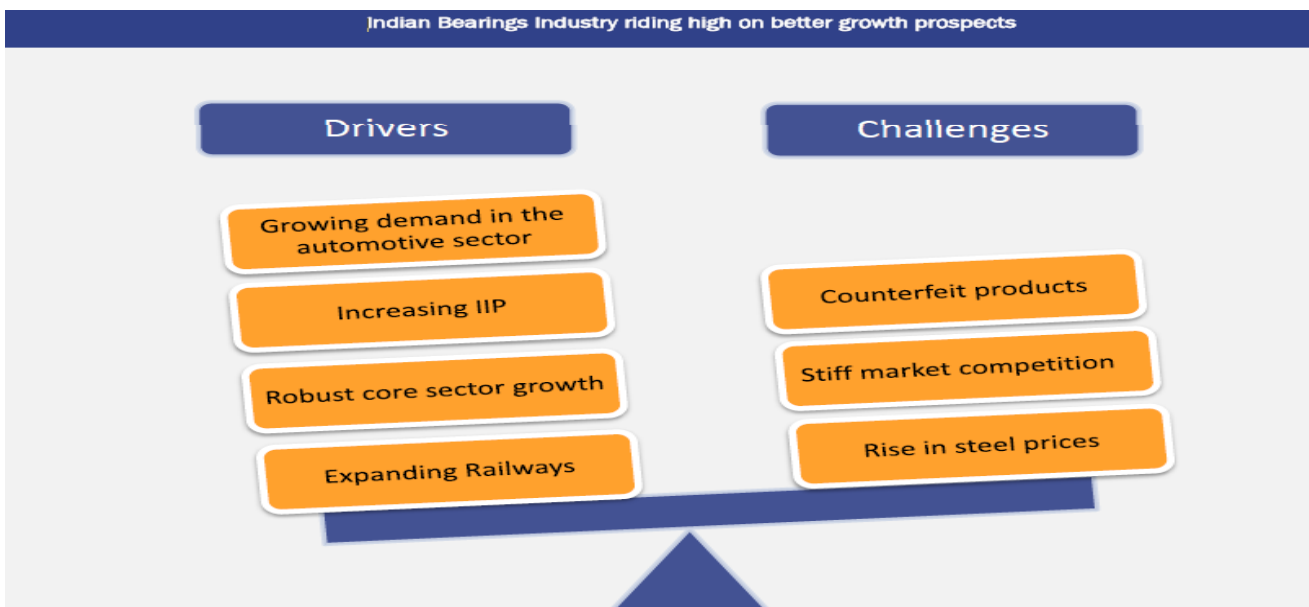 Indian Bearings Industry riding high on better growth prospects
Drivers
Growing demand in the
automotive sector
Increasing IIP
Robust core sector growth
Expanding Railways
Challenges
Counterfeit products
Stiff market competition
Rise in steel prices